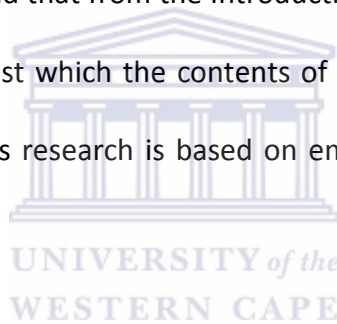 that from the introducti
st which the contents of
s research is based on en
UNIVERSITY of the
WESTERN CAPE